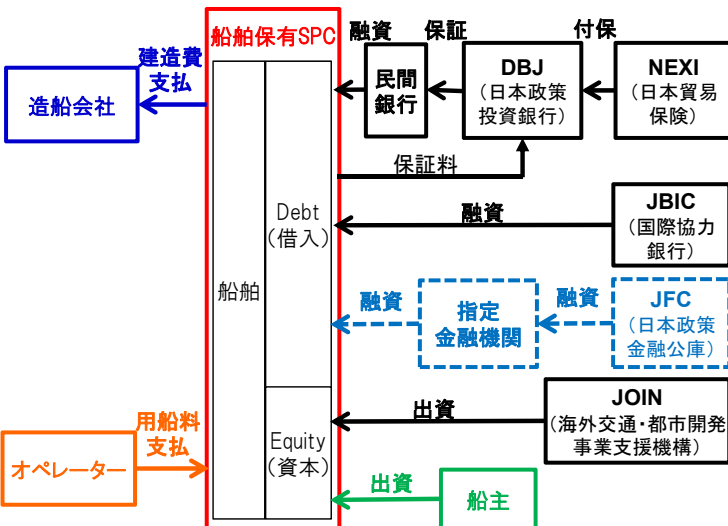 船舶保有SPC
建造費
支払
造船会社
融資
保証
付保
民間
銀行
DBJ
（日本政策
投資銀行）
NEXI
（日本貿易
保険）
保証料
JBIC
（国際協力
銀行）
融資
Debt
（借入）
船舶
融資
指定
金融機関
融資
JFC
（日本政策
金融公庫）
JOIN
（海外交通・都市開発
事業支援機構）
出資
Equity
（資本）
用船料
支払
オペレーター
出資
船主